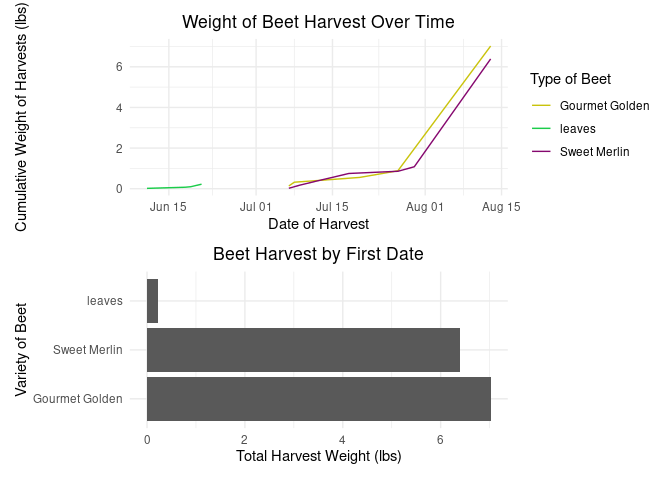 Weight of Beet Harvest Over Time
Cumulative Weight of Harvests (lbs)
6
4
2
0
Jun 15
Jul 01
Jul 15
Aug 01
Aug 15
Date of Harvest
Type of Beet
Gourmet Golden
leaves
Sweet Merlin
Beet Harvest by First Date
Variety of Beet
leaves
Sweet Merlin
Gourmet Golden
0
2
4
6
Total Harvest Weight (lbs)